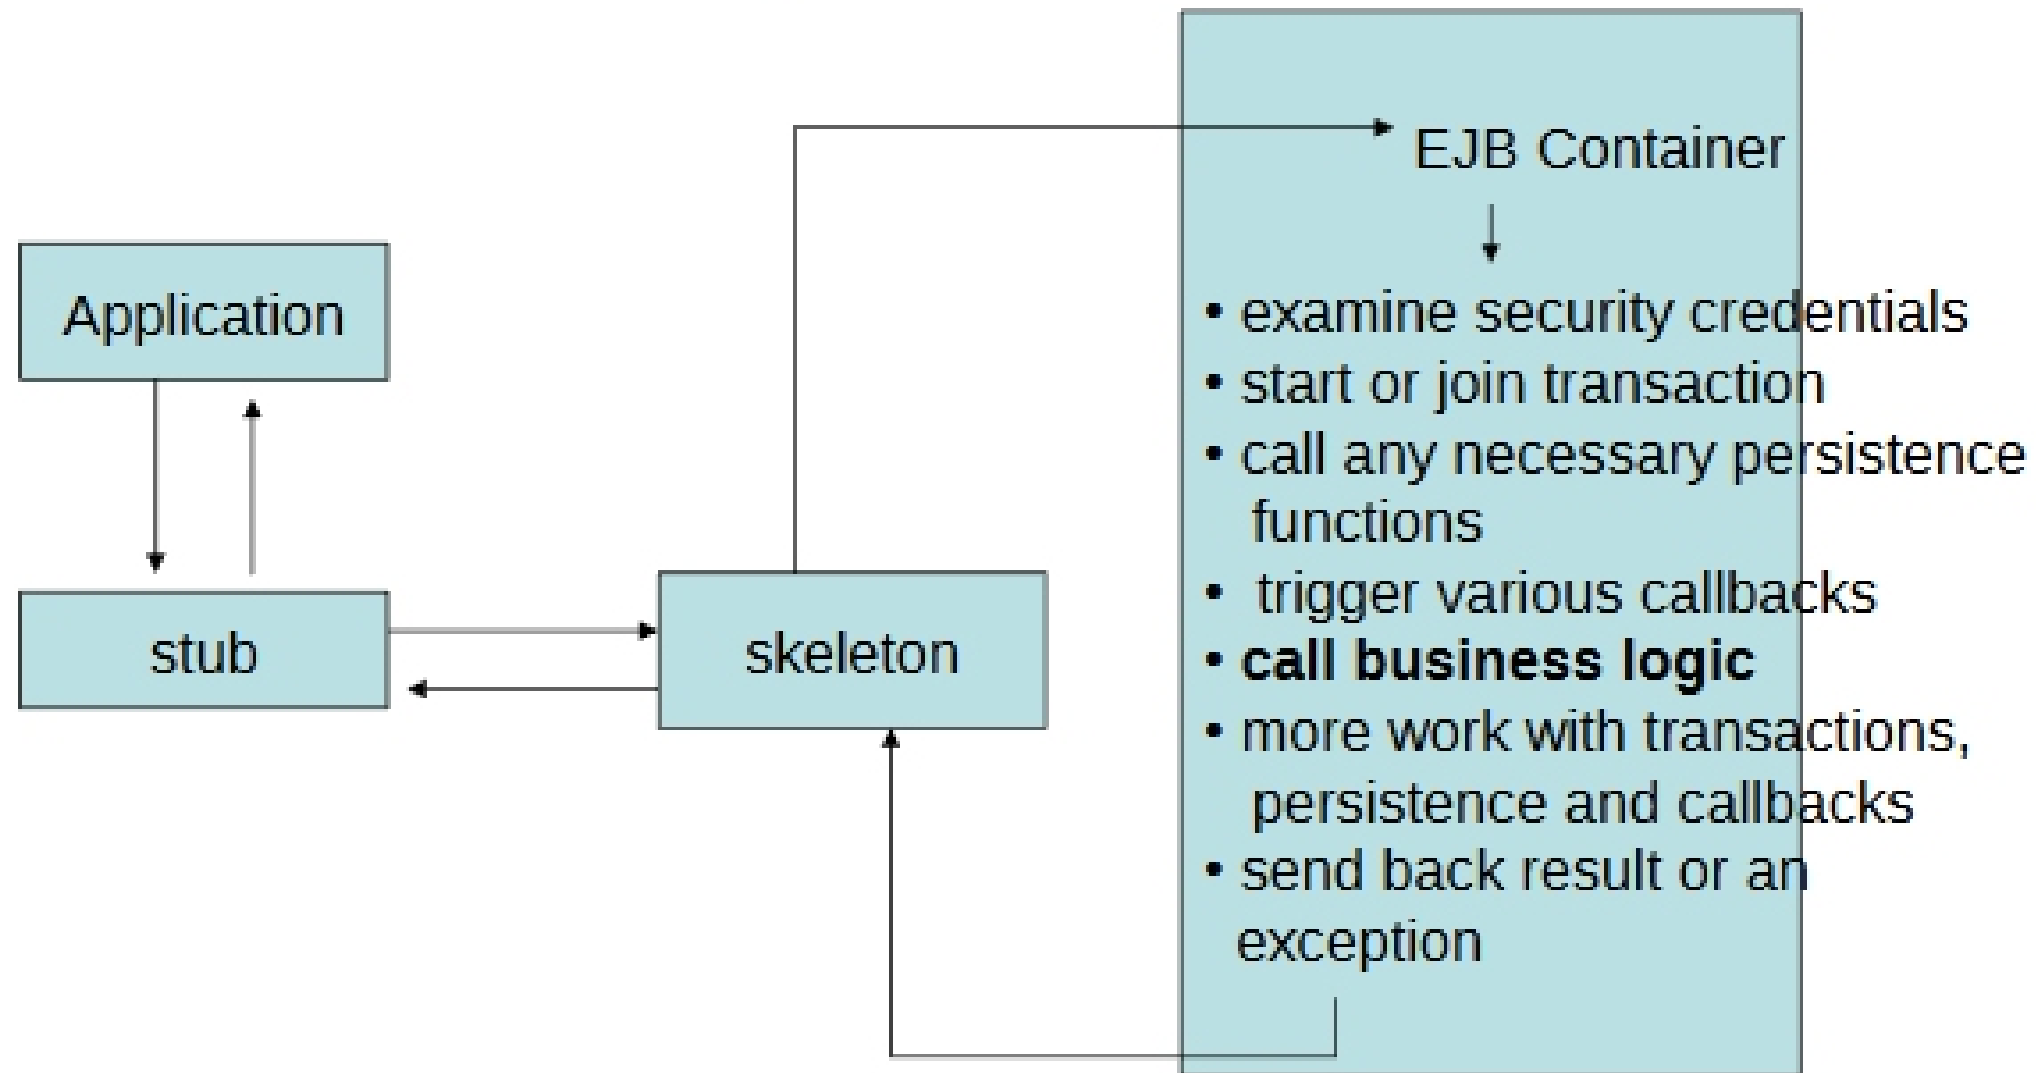 Application
stub
skeleton
EJB Container
• examine security credentials
• start or join transaction
• call any necessary persistence
functions
• trigger various callbacks
• call business logic
• more work with transactions,
persistence and callbacks
• send back result or an
exception